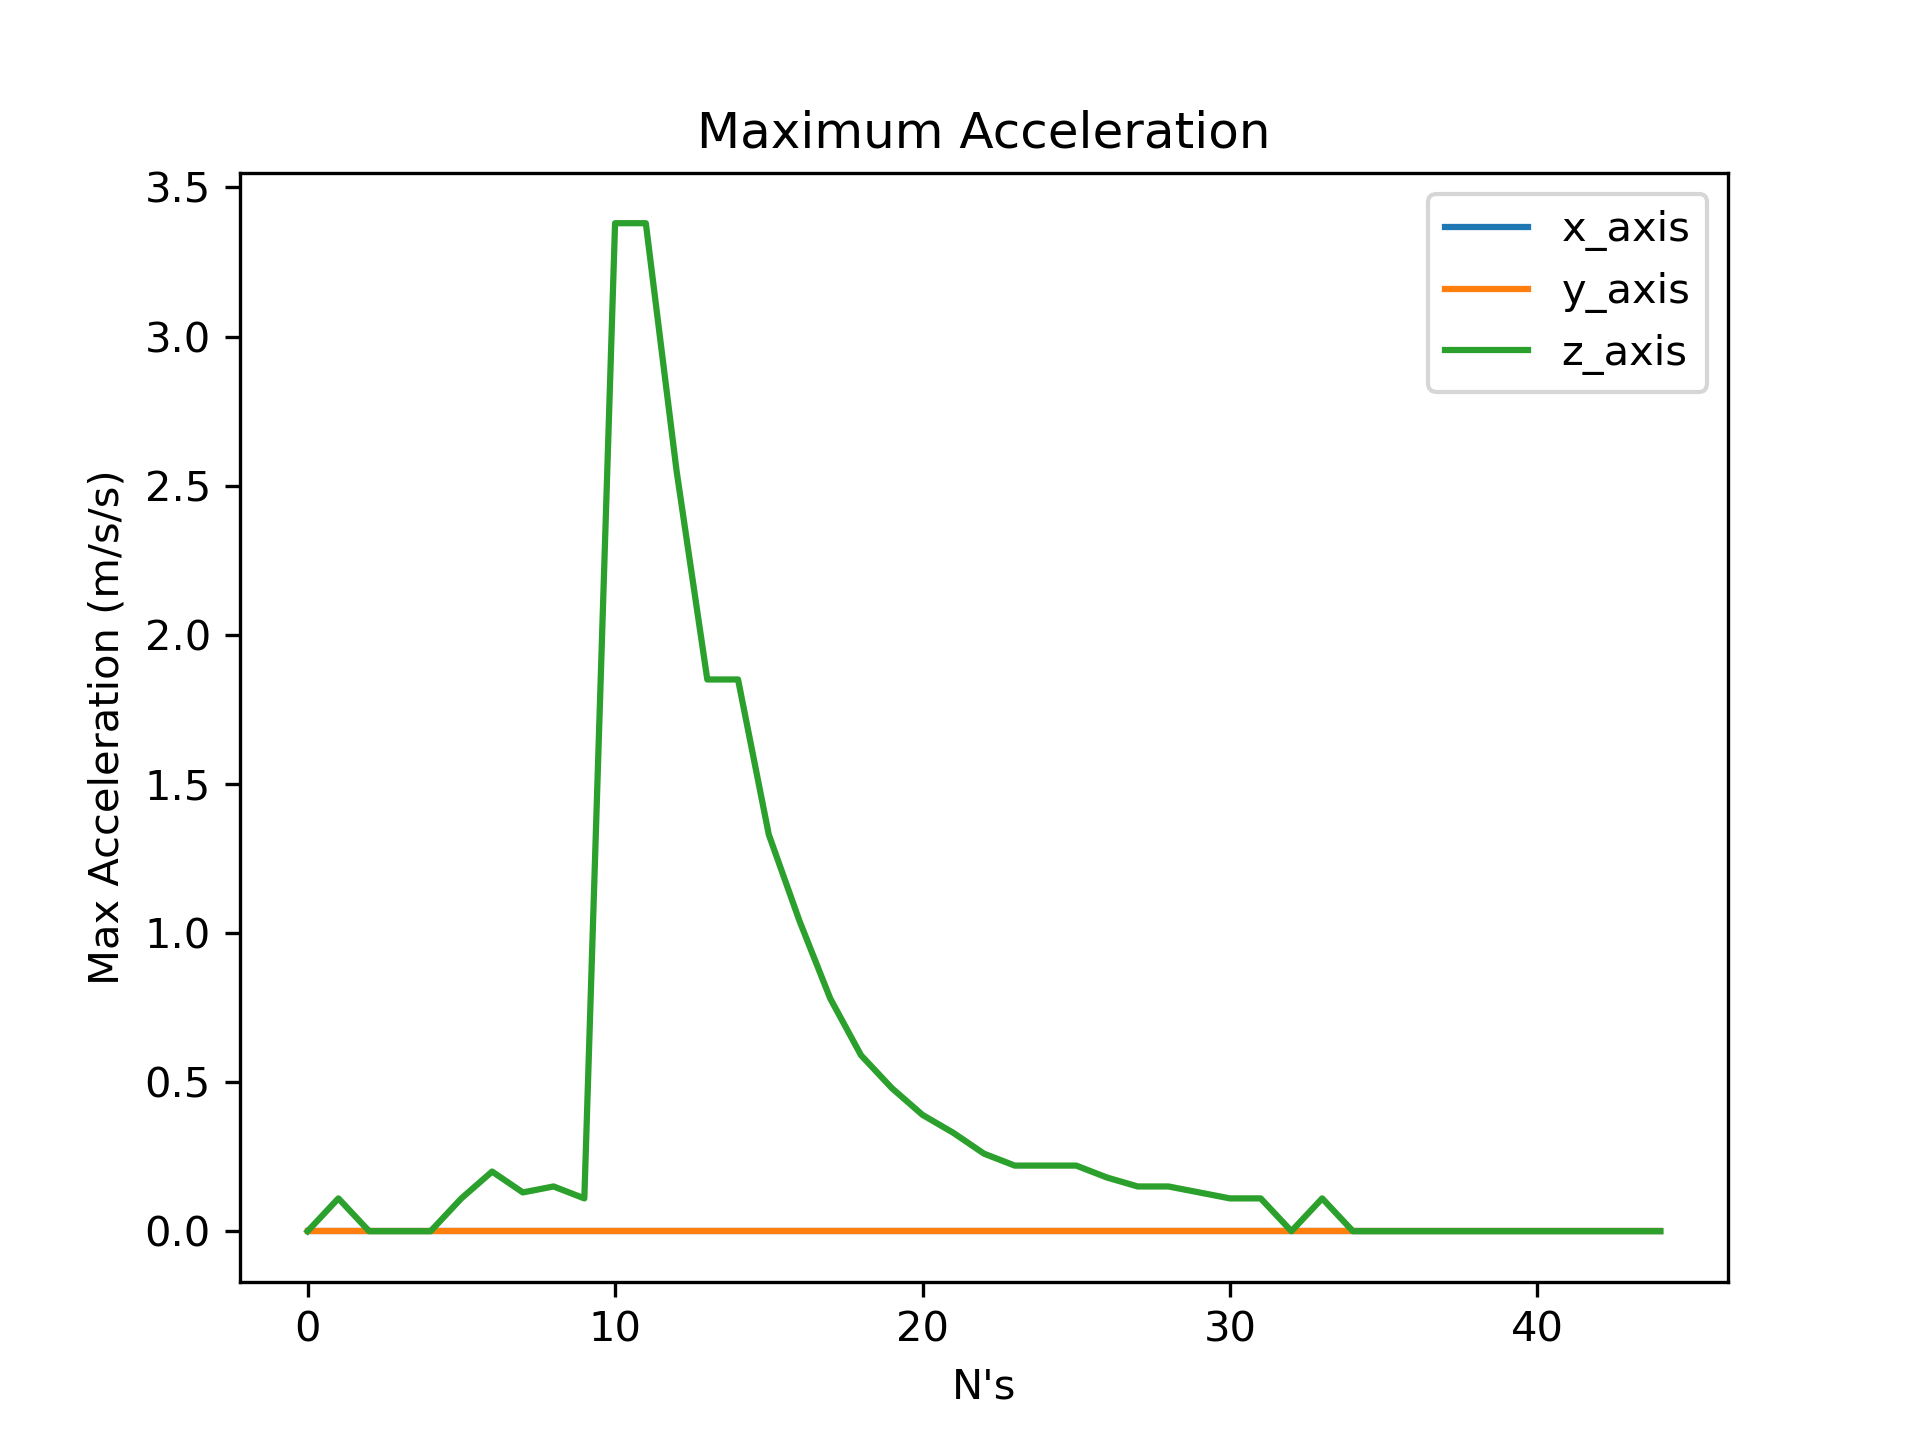 Maximum Acceleration
3.5
3.0
2.5
2.0
1.5
1.0
0.5
0.0
Max Acceleration (m/s/s)
x_axis
y_axis
z_axis
0 10 20 30 40
N's